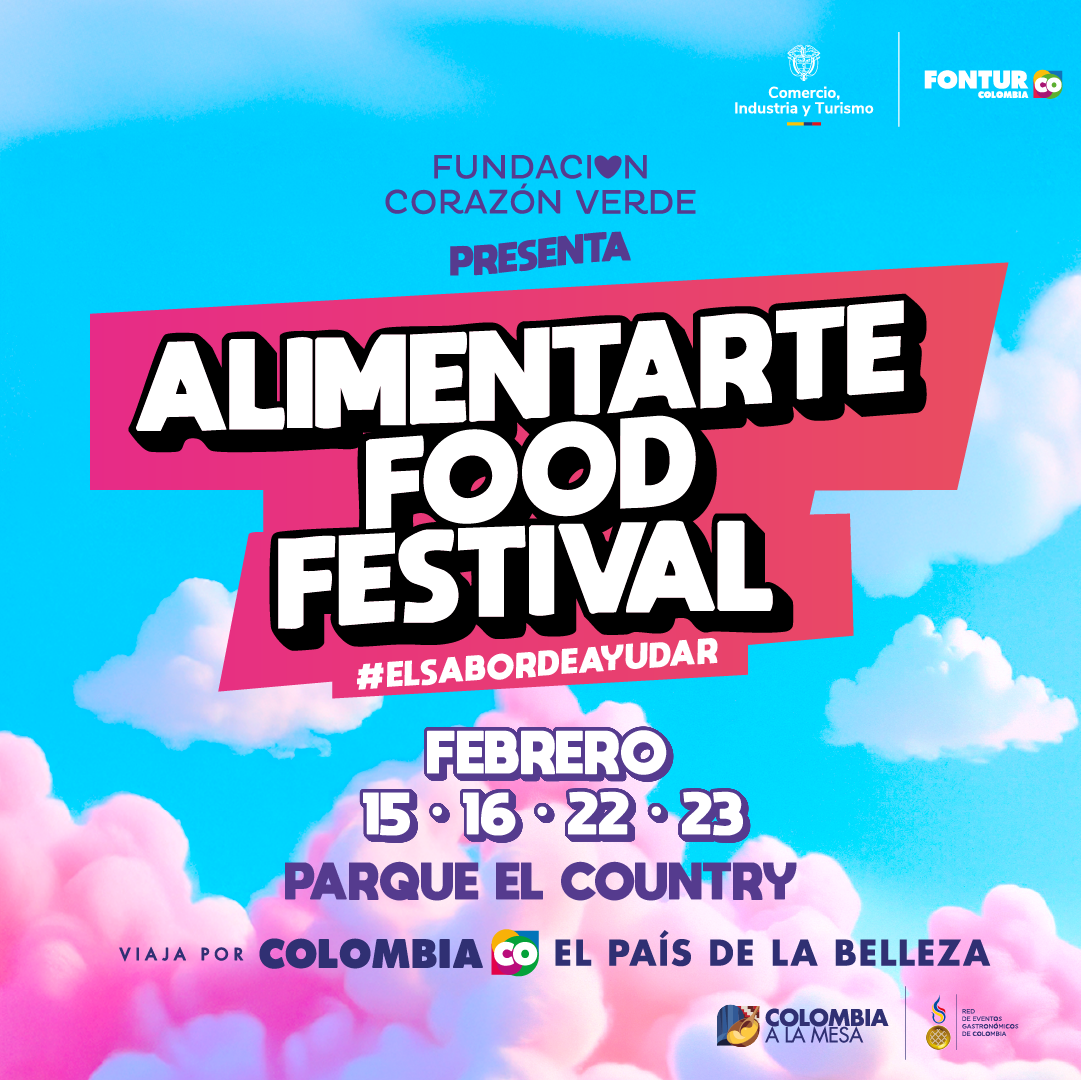 Comercio,
Industria y Turismo
FONTUR CO
COLOMBIA
FUNDACIÓN
CORAZÓN VERDE
PRESENTA
ALIMENTARTE
FOOD
FESTIVAL
#ELSABORDEAYUDAR
FEBRERO
15 • 16 • 22 • 23
PARQUE EL COUNTRY
VIAJA POR COLOMBIA CO EL PAÍS DE LA BELLEZA
COLOMBIA
A LA MESA
RED
DE EVENTOS
GASTRONÓMICOS
DE COLOMBIA